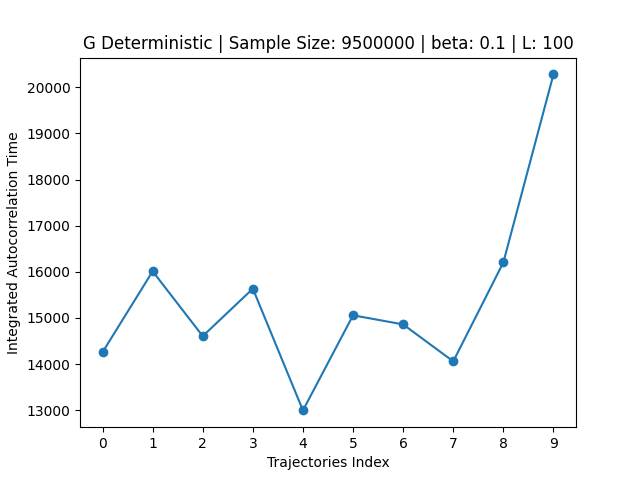 G Deterministic | Sample Size: 9500000 | beta: 0.1 | L: 100
Integrated Autocorrelation Time
20000
19000
18000
17000
16000
15000
14000
13000
0 1 2 3 4 5 6 7 8 9
Trajectories Index